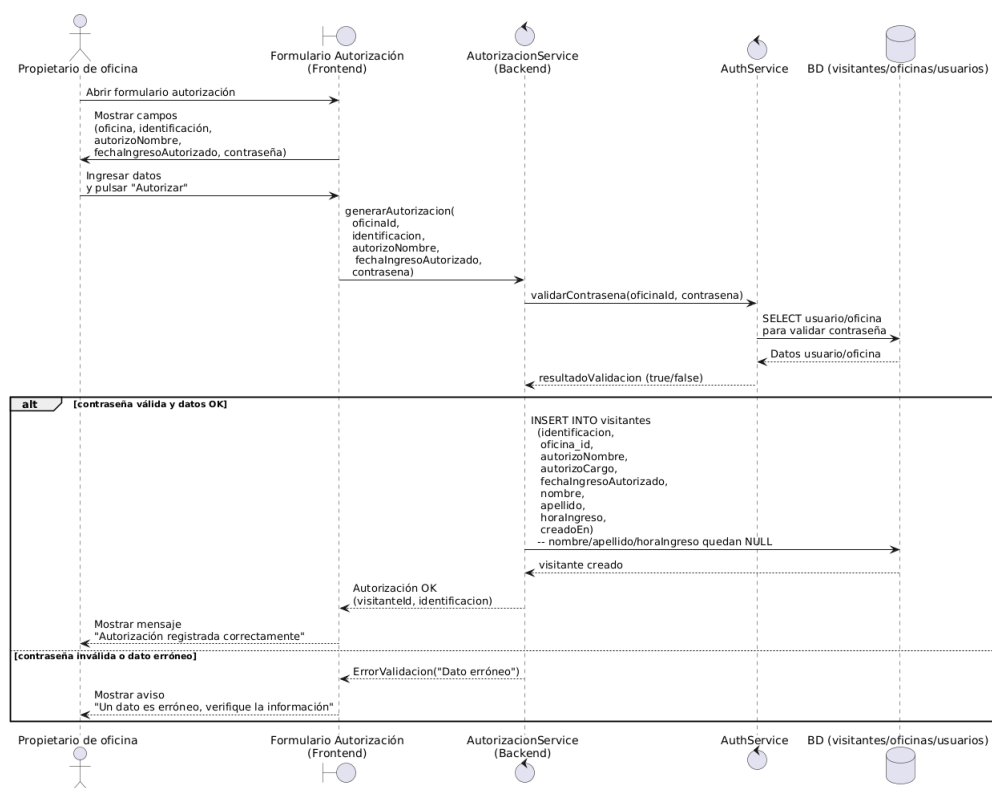 Propietario de oficina
Formulario Autorización
(Frontend)
AutorizacionService
(Backend)
AuthService
BD (visitantes/oficinas/usuarios)
Abrir formulario autorización
Mostrar campos
(oficina, identificación,
autorizoNombre,
fechaIngresoAutorizado, contraseña)
Ingresar datos
y pulsar "Autorizar"
generarAutorizacion(
oficinaId,
identificacion,
autorizoNombre,
fechaIngresoAutorizado,
contrasena)
validarContrasena(oficinaId, contrasena)
SELECT usuario/oficina
para validar contraseña
Datos usuario/oficina
resultadoValidacion (true/false)
alt [contraseña válida y datos OK]
INSERT INTO visitantes
(identificacion,
oficina_id,
autorizoNombre,
autorizoCargo,
fechaIngresoAutorizado,
nombre,
apellido,
horaIngreso,
creadoEn)
-- nombre/apellido/horaIngreso quedan NULL
visitante creado
Autorización OK
(visitanteId, identificacion)
Mostrar mensaje
"Autorización registrada correctamente"
[contraseña inválida o dato erróneo]
ErrorValidacion("Dato erróneo")
Mostrar aviso
"Un dato es erróneo, verifique la información"
Propietario de oficina
Formulario Autorización
(Frontend)
AutorizacionService
(Backend)
AuthService
BD (visitantes/oficinas/usuarios)